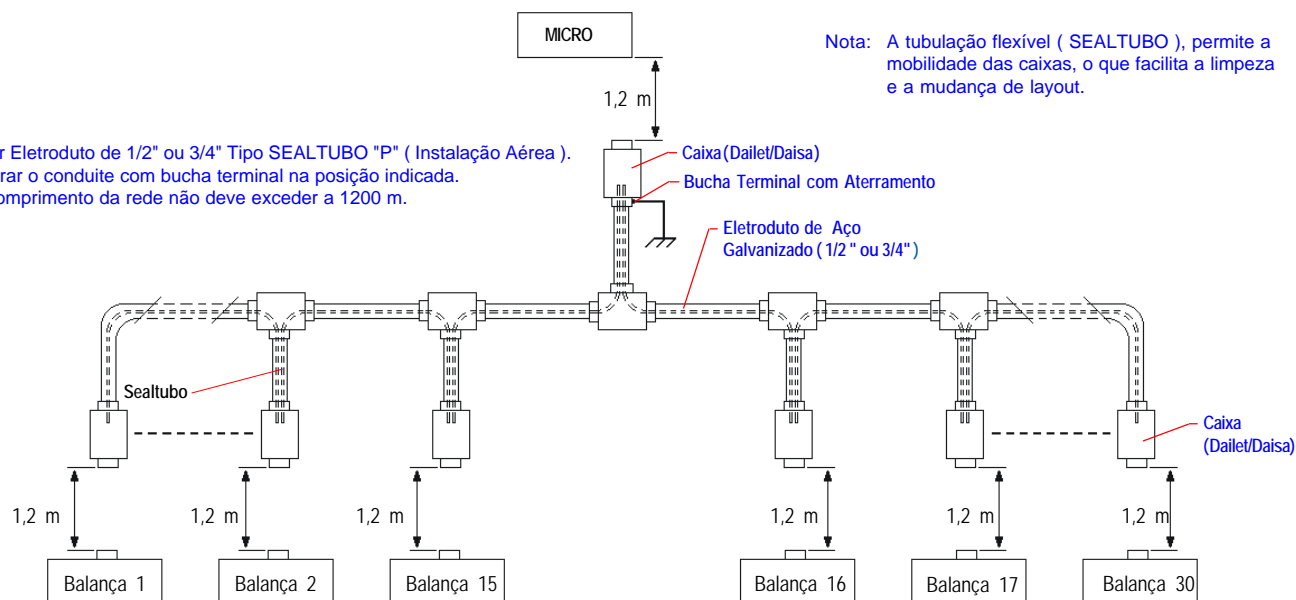 MICRO
Nota: A tubulação flexível ( SEALTUBO ), permite a
mobilidade das caixas, o que facilita a limpeza
e a mudança de layout.
1,2 m
Eletroduto de 1/2" ou 3/4" Tipo SEALTUBO "P" ( Instalação Aérea ).
o conduite com bucha terminal na posição indicada.
da rede não deve exceder a 1200 m.
Caixa (Dailet/Daisa)
Bucha Terminal com Aterramento
Eletroduto de Aço
Galvanizado ( 1/2 " ou 3/4" )
Sealtubo
Caixa
(Dailet/Daisa)
1,2 m
1,2 m
1,2 m
1,2 m
1,2 m
1,2 m
Balança 1
Balança 2
Balança 15
Balança 16
Balança 17
Balança 30